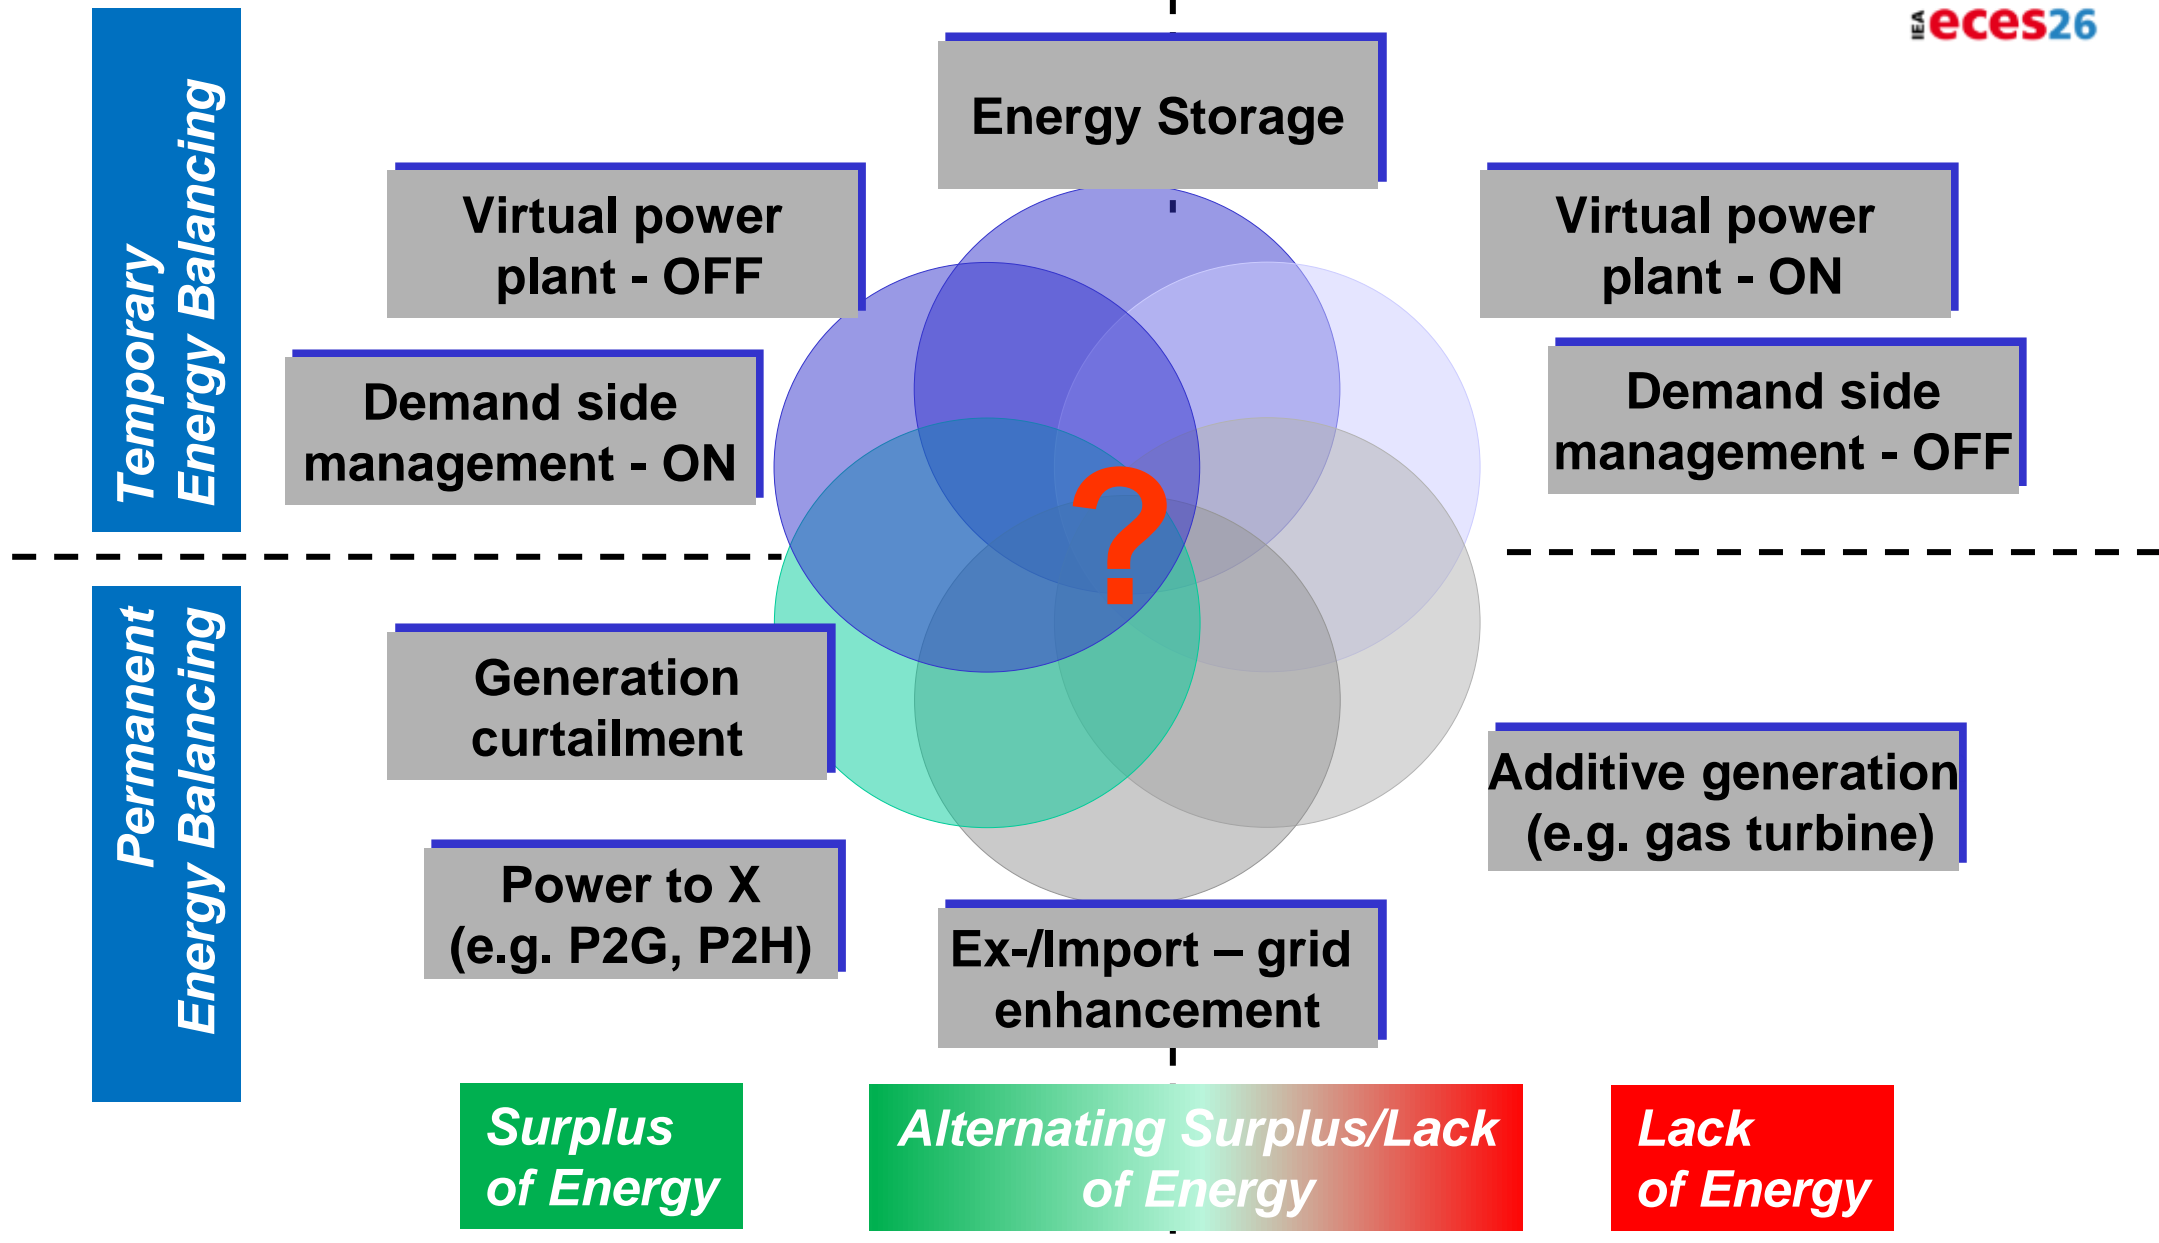 IEA eces26
Temporary
Energy Balancing
Energy Storage
Virtual power
plant - OFF
Virtual power
plant - ON
Demand side
management - ON
Demand side
management - OFF
?
Permanent
Energy Balancing
Generation
curtailment
Additive generation
(e.g. gas turbine)
Power to X
(e.g. P2G, P2H)
Ex-/Import – grid
enhancement
Surplus
of Energy
Alternating Surplus/Lack
of Energy
Lack
of Energy